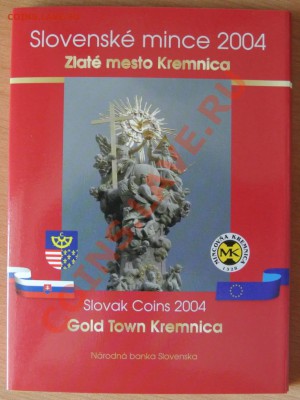 Slovenské mince 2004
Zlaté mesto Kremnica
MINCOVŇA KREMNICA
MK
1328
Slovak Coins 2004
Gold Town Kremnica
Národná banka Slovenska
COINSHAVE.RU